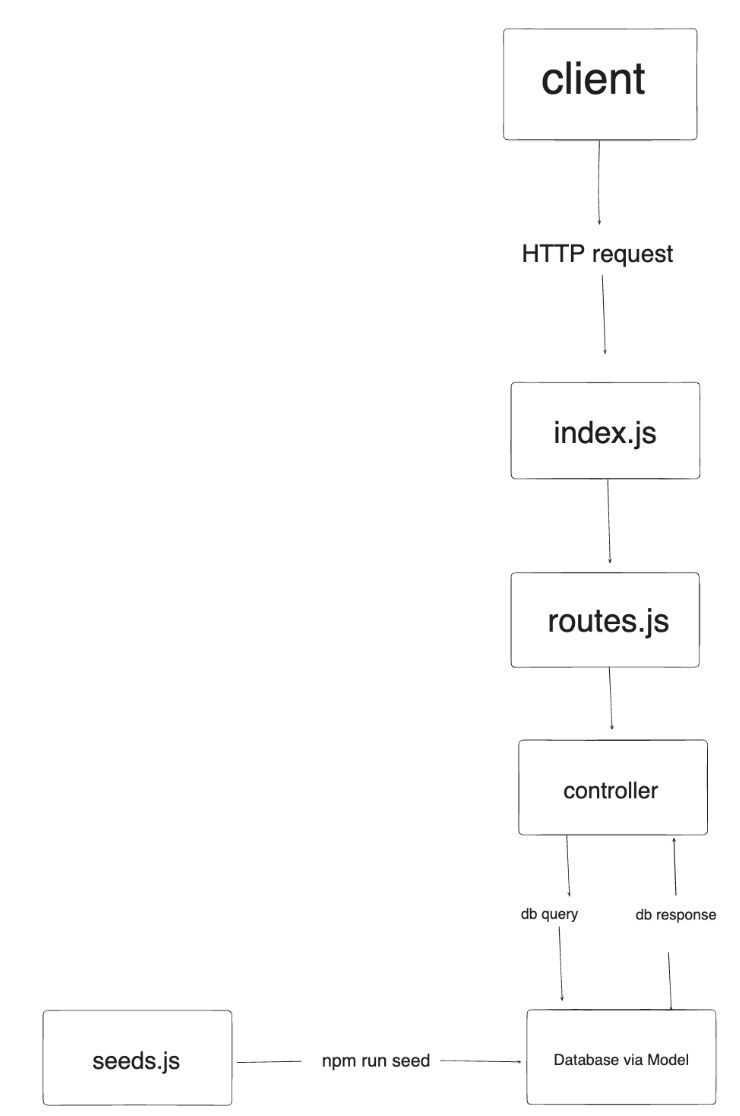 client
HTTP request
index.js
routes.js
controller
db query
db response
seeds.js
npm run seed
Database via Model